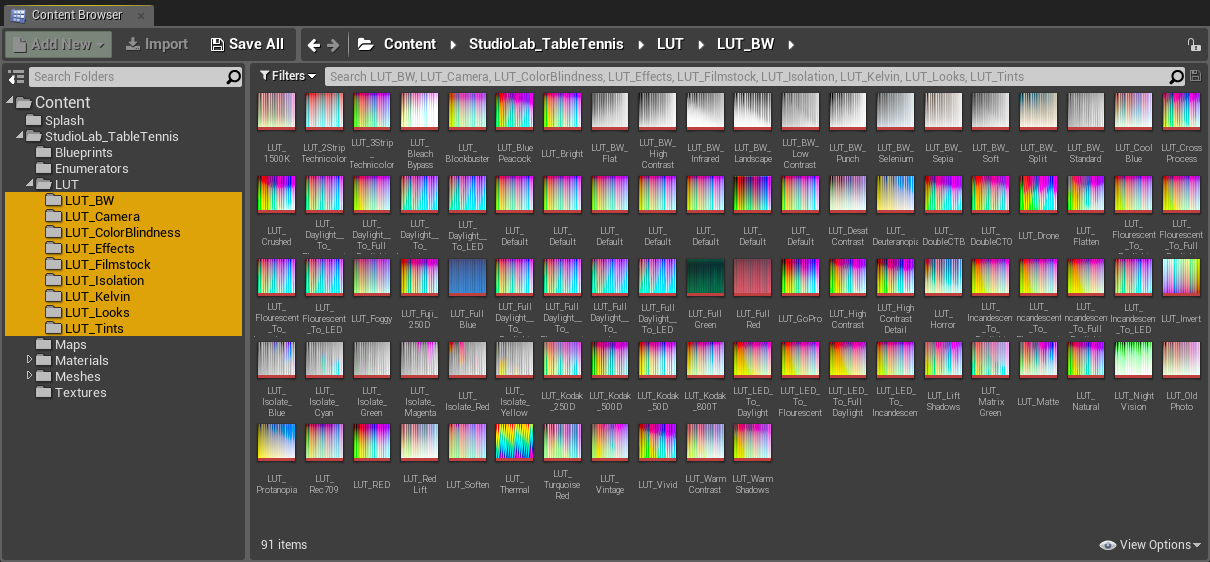 Content Browser
Add New Import Save All Content StudioLab_TableTennis LUT LUT_BW
Search Folders
Filters Search LUT_BW, LUT_Camera, LUT_ColorBlindness, LUT_Effects, LUT_Filmstock, LUT_Isolation, LUT_Kelvin, LUT_Looks, LUT_Tints
Content
Splash
StudioLab_TableTennis
Blueprints
Enumerators
LUT
LUT_BW
LUT_Camera
LUT_ColorBlindness
LUT_Effects
LUT_Filmstock
LUT_Isolation
LUT_Kelvin
LUT_Looks
LUT_Tints
Maps
Materials
Meshes
Textures
LUT_1500K
LUT_2Strip Technicolor
LUT_3Strip_Technicolor
LUT_Bleach Bypass
LUT_Blockbuster
LUT_Blue Peacock
LUT_Bright
LUT_BW_Flat
LUT_BW_High Contrast
LUT_BW_Infrared
LUT_BW_Landscape
LUT_BW_Low Contrast
LUT_BW_Punch
LUT_BW_Selenium
LUT_BW_Sepia
LUT_BW_Soft
LUT_BW_Split
LUT_BW_Standard
LUT_Cool Blue
LUT_Cross Process
LUT_Crushed
LUT_Daylight_To_
LUT_Daylight_To_Full
LUT_Daylight_To_
LUT_Daylight_To_LED
LUT_Default
LUT_Default
LUT_Default
LUT_Default
LUT_Default
LUT_Default
LUT_Default
LUT_Desat Contrast
LUT_Deuteranopia
LUT_DoubleCTB
LUT_DoubleCTO
LUT_Drone
LUT_Flatten
LUT_Flourescent_To_
LUT_Flourescent_To_Full
LUT_Flourescent_To_
LUT_Flourescent_To_LED
LUT_Foggy
LUT_Fuji_250D
LUT_Full Blue
LUT_Full Daylight_To_
LUT_Full Daylight_To_
LUT_Full Daylight_To_
LUT_Full Daylight_To_LED
LUT_Full Green
LUT_Full Red
LUT_GoPro
LUT_High Contrast
LUT_High Contrast Detail
LUT_Horror
LUT_Incandescent_To_
LUT_Incandescent_To_
LUT_Incandescent_To_Full
LUT_Incandescent_To_LED
LUT_Invert
LUT_Isolate_Blue
LUT_Isolate_Cyan
LUT_Isolate_Green
LUT_Isolate_Magenta
LUT_Isolate_Red
LUT_Isolate_Yellow
LUT_Kodak_250D
LUT_Kodak_500D
LUT_Kodak_50D
LUT_Kodak_800T
LUT_LED_To_Daylight
LUT_LED_To_Flourescent
LUT_LED_To_Full Daylight
LUT_LED_To_Incandescent
LUT_Lift Shadows
LUT_Matrix Green
LUT_Matte
LUT_Natural
LUT_Night Vision
LUT_Old Photo
LUT_Protanopia
LUT_Rec709
LUT_RED
LUT_Red Lift
LUT_Soften
LUT_Thermal
LUT_Turquoise Red
LUT_Vintage
LUT_Vivid
LUT_Warm Contrast
LUT_Warm Shadows
91 items View Options